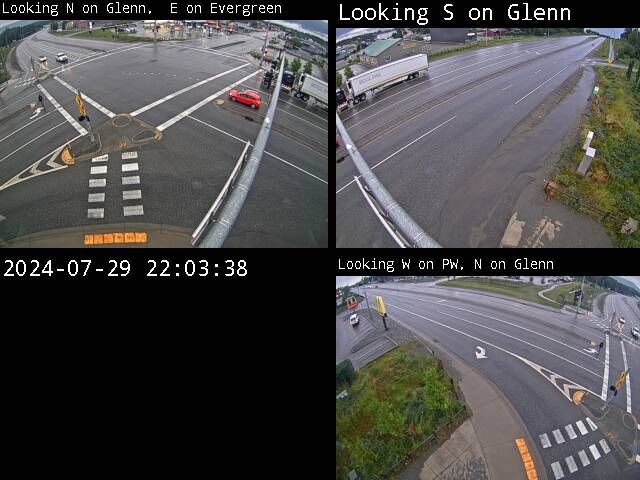 Looking N on Glenn,  E on Evergreen
Looking S on Glenn
2024-07-29 22:03:38
Looking W on PW, N on Glenn